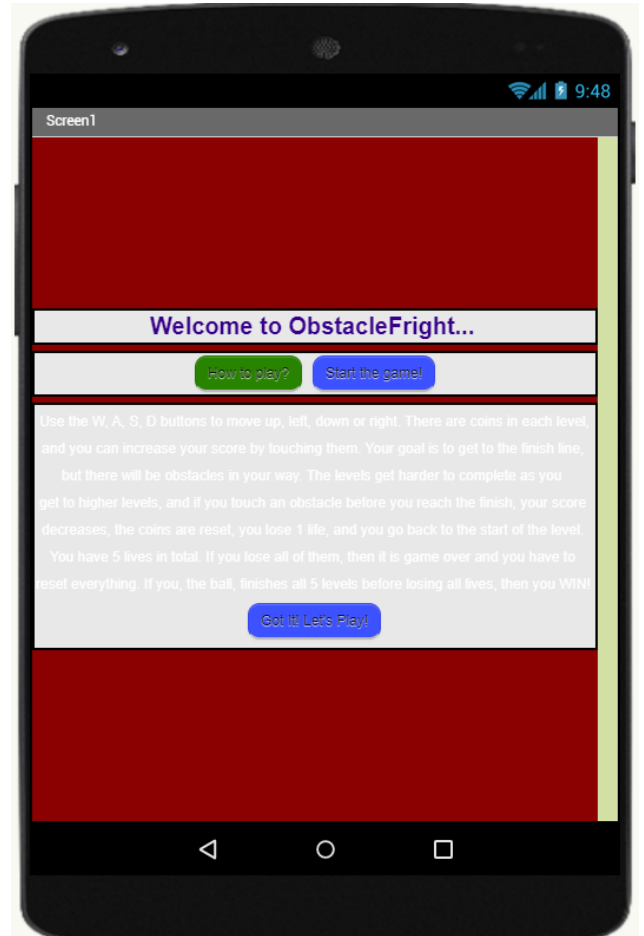 9:48
Screen1
Welcome to ObstacleFright...
How to play? Start the game!
Use the W, A, S, D buttons to move up, left, down or right. There are coins in each level,
and you can increase your score by touching them. Your goal is to get to the finish line,
but there will be obstacles in your way. The levels get harder to complete as you
get to higher levels, and if you touch an obstacle before you reach the finish, your score
decreases, the coins are reset, you lose 1 life, and you go back to the start of the level.
You have 5 lives in total. If you lose all of them, then it is game over and you have to
reset everything. If you, the ball, finishes all 5 levels before losing all lives, then you WIN!
Got It! Let's Play!